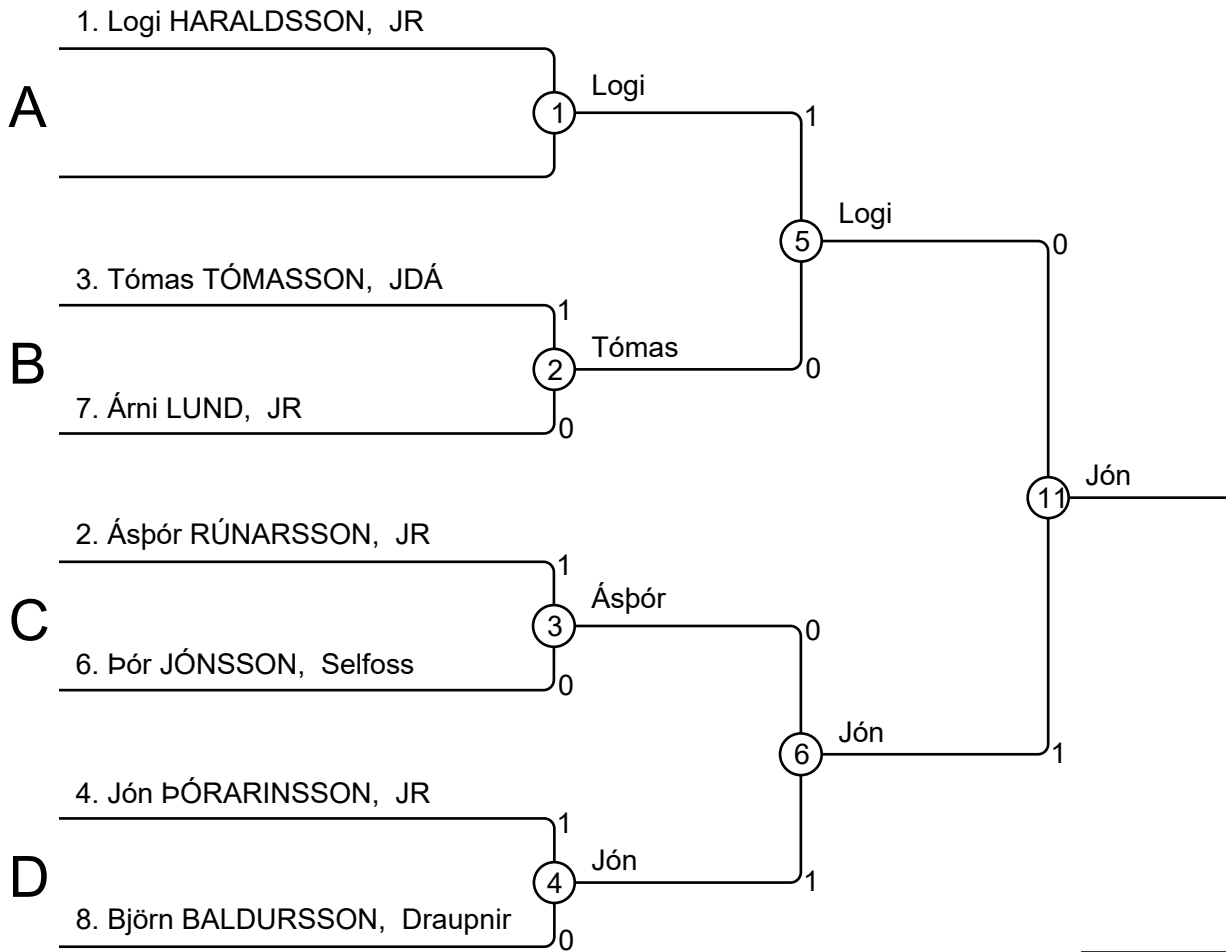 1. Logi HARALDSSON, JR
A
1
Logi
1
5
Logi
0
3. Tómas TÓMASSON, JDÁ
1
B
2
Tómas
0
7. Árni LUND, JR
0
11
Jón
2. Ásþór RÚNARSSON, JR
1
C
3
Ásþór
0
6. Þór JÓNSSON, Selfoss
0
6
Jón
1
4. Jón ÞÓRARINSSON, JR
1
D
4
Jón
1
8. Björn BALDURSSON, Draupnir
0